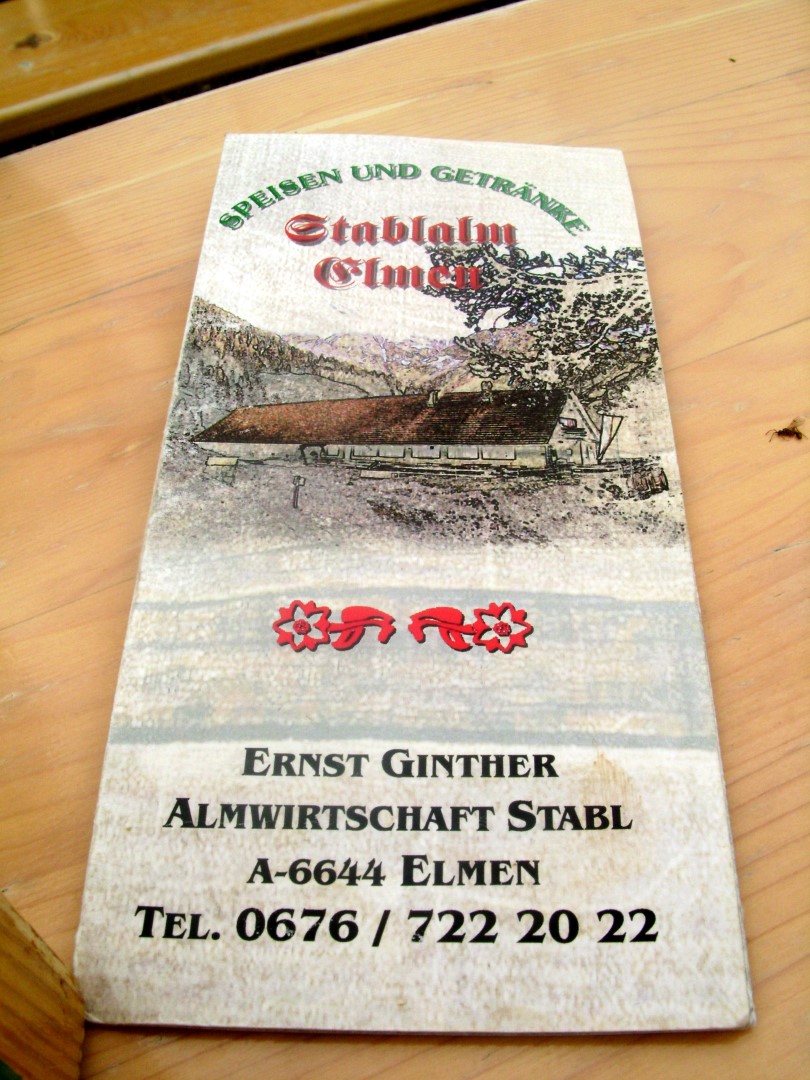 SPEISEN UND GETRÄNKE
Stablalm
Elmen
ERNST GINTHER
ALMWIRTSCHAFT STABL
A-6644 ELMEN
TEL. 0676 / 722 20 22